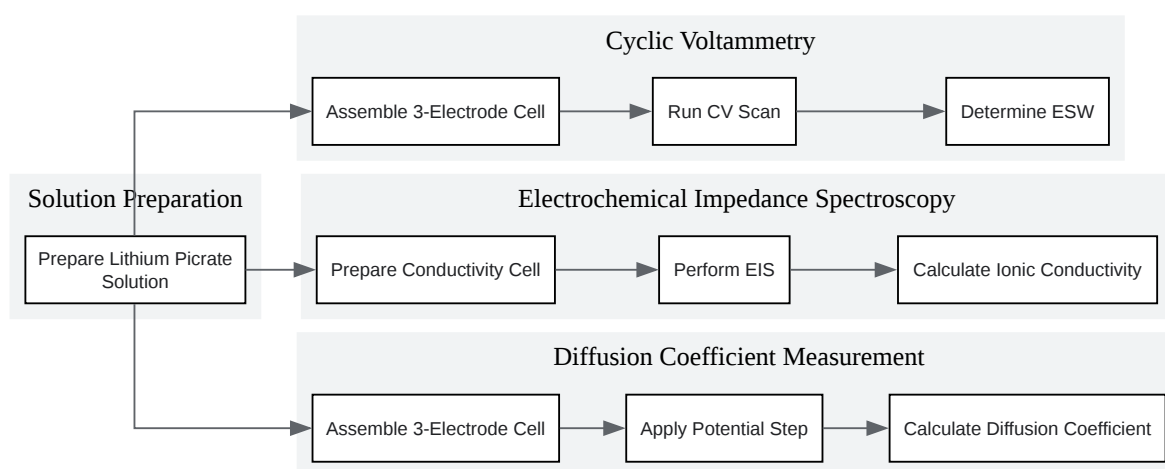 Cyclic Voltammetry
Assemble 3-Electrode Cell
Run CV Scan
Determine ESW
Solution Preparation
Prepare Lithium Picrate
Solution
Electrochemical Impedance Spectroscopy
Prepare Conductivity Cell
Perform EIS
Calculate Ionic Conductivity
Diffusion Coefficient Measurement
Assemble 3-Electrode Cell
Apply Potential Step
Calculate Diffusion Coefficient